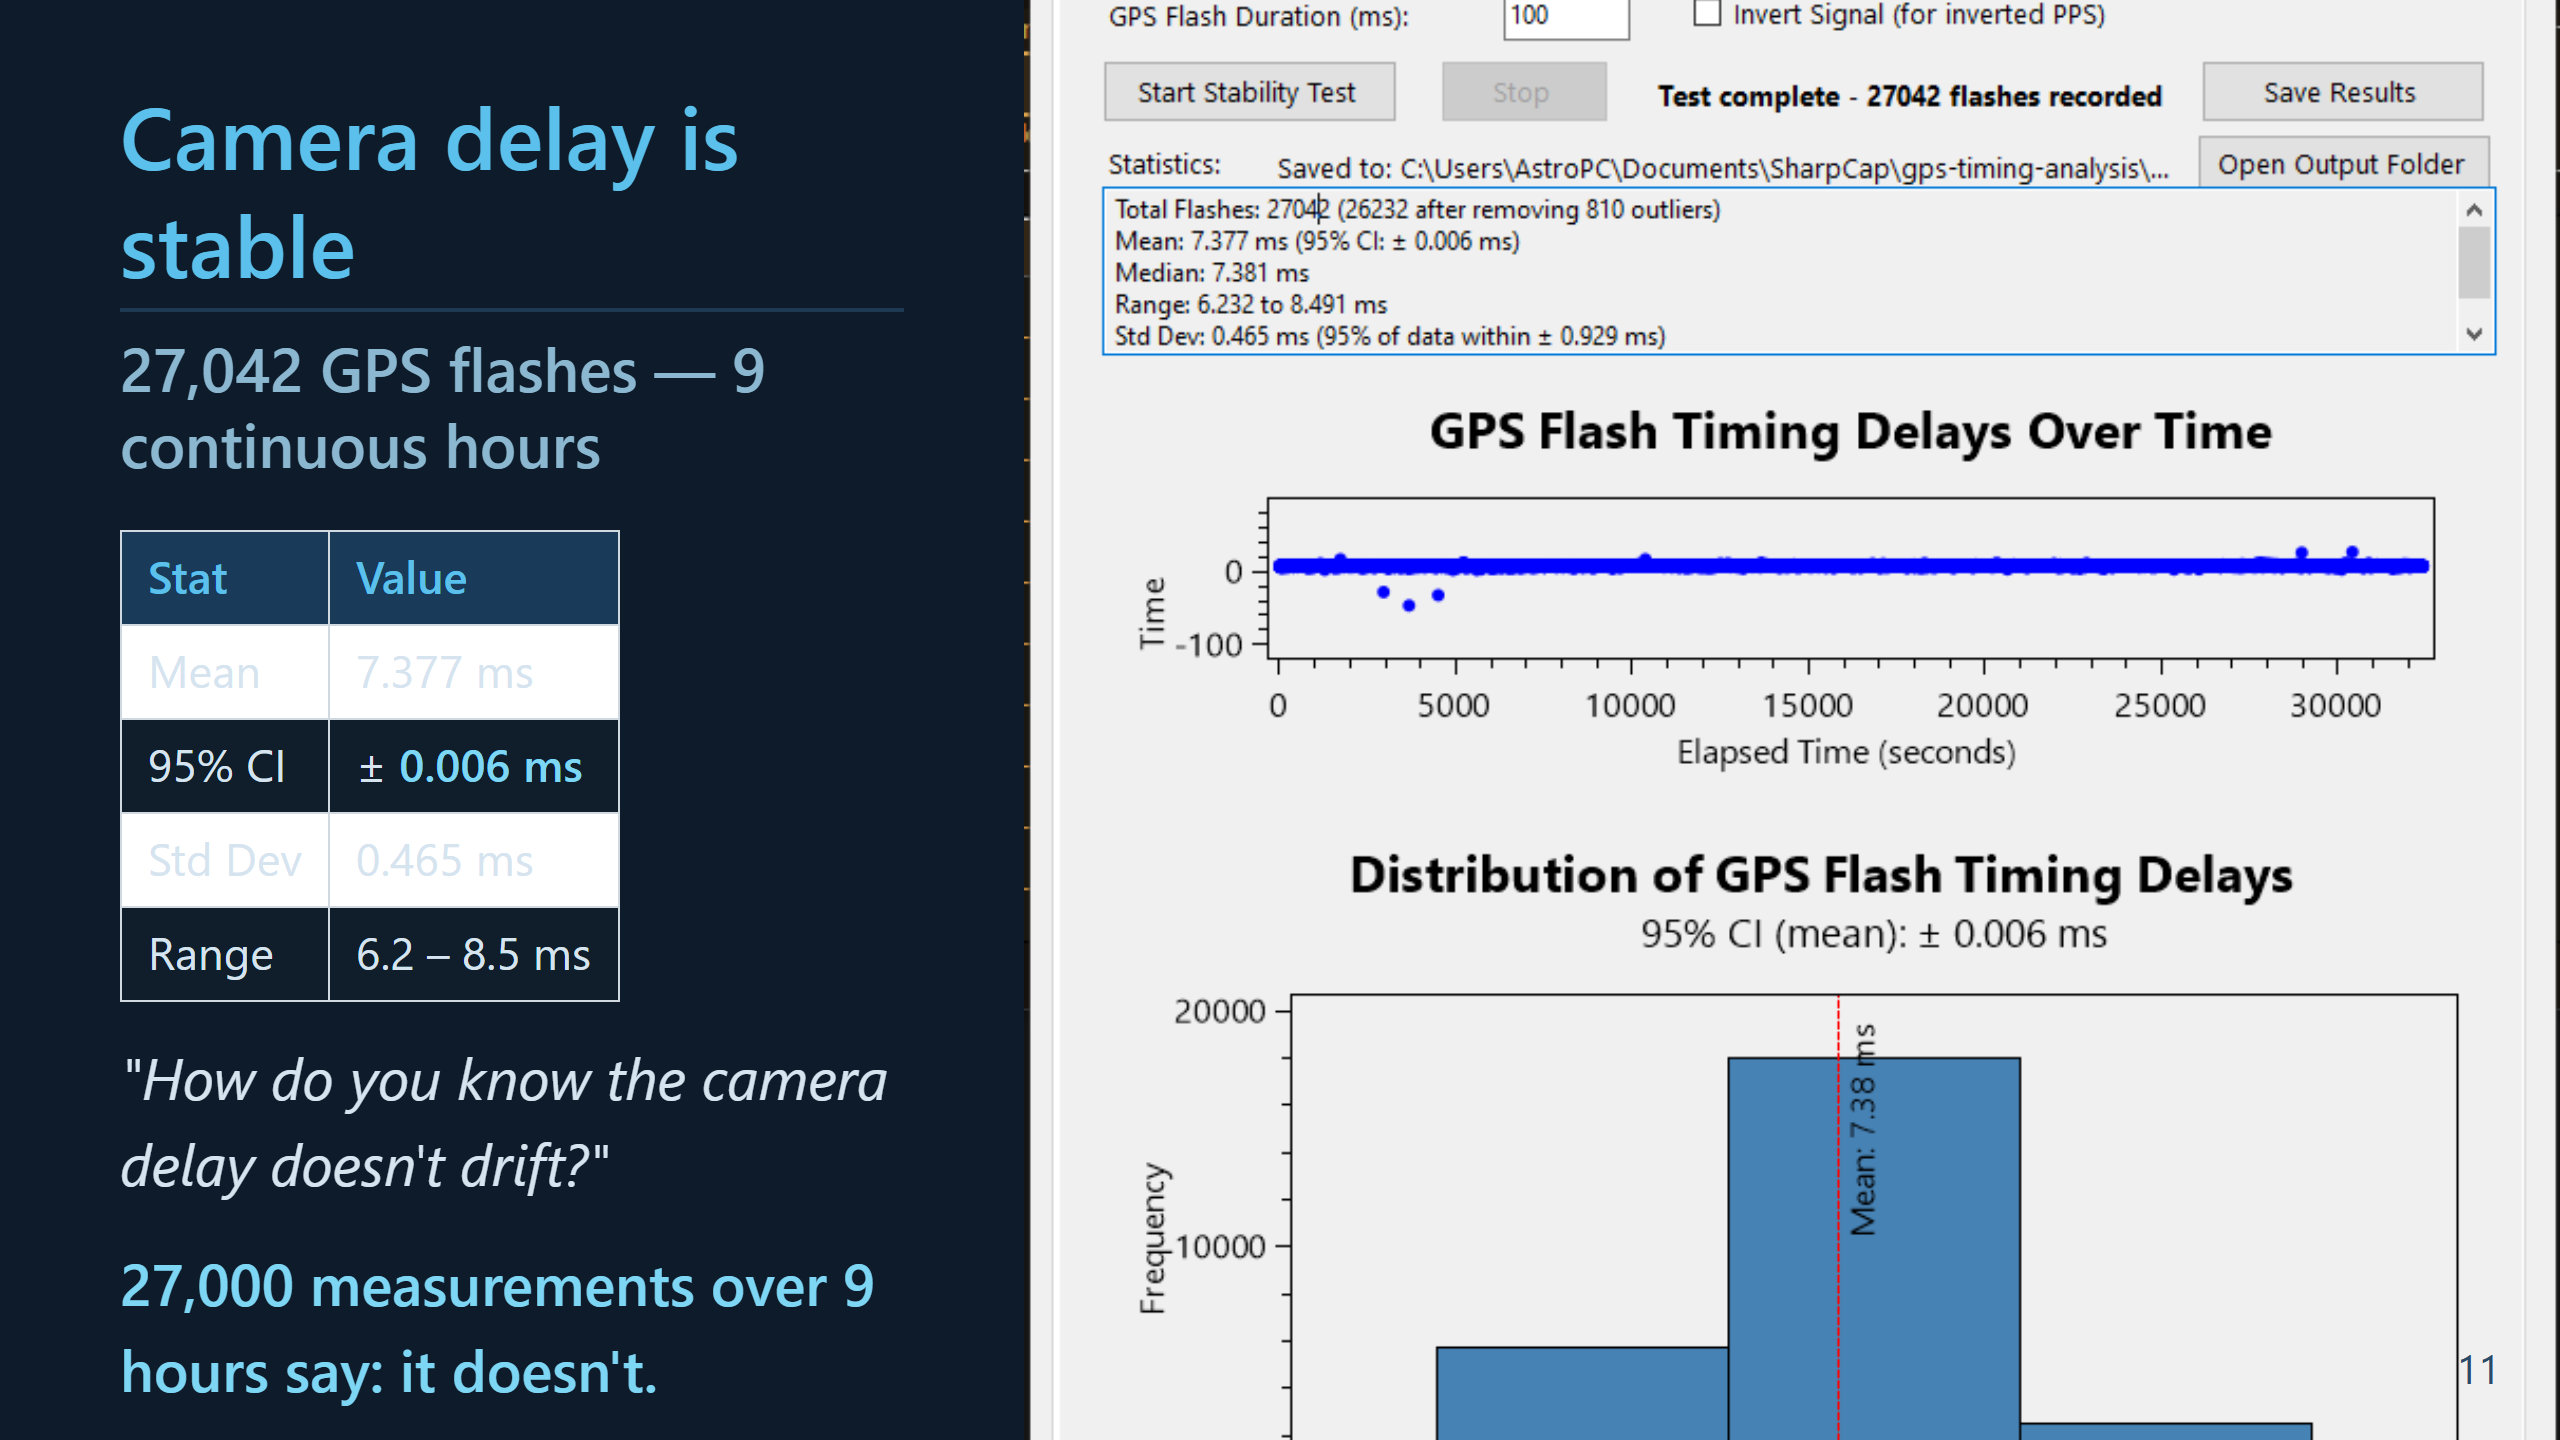 Camera delay is
stable
27,042 GPS flashes — 9
continuous hours
Stat Value
Mean 7.377 ms
95% CI ± 0.006 ms
Std Dev 0.465 ms
Range 6.2 – 8.5 ms
"How do you know the camera
delay doesn't drift?"
27,000 measurements over 9
hours say: it doesn't.
GPS Flash Duration (ms): 100 Invert Signal (for inverted PPS)
Start Stability Test Stop Test complete - 27042 flashes recorded Save Results
Statistics: Saved to: C:\Users\AstroPC\Documents\SharpCap\gps-timing-analysis\... Open Output Folder
Total Flashes: 27042 (26232 after removing 810 outliers)
Mean: 7.377 ms (95% CI: ± 0.006 ms)
Median: 7.381 ms
Range: 6.232 to 8.491 ms
Std Dev: 0.465 ms (95% of data within ± 0.929 ms)
GPS Flash Timing Delays Over Time
Time
0
-100
0 5000 10000 15000 20000 25000 30000
Elapsed Time (seconds)
Distribution of GPS Flash Timing Delays
95% CI (mean): ± 0.006 ms
Frequency
20000
10000
Mean: 7.38 ms
11